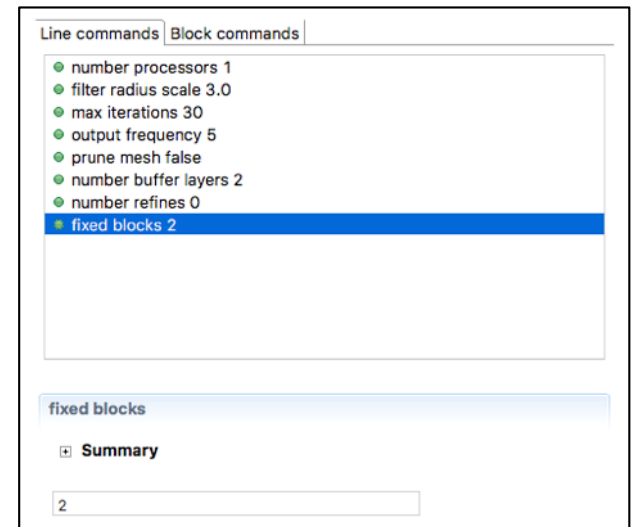 Line commands Block commands
number processors 1
filter radius scale 3.0
max iterations 30
output frequency 5
prune mesh false
number buffer layers 2
number refines 0
fixed blocks 2
fixed blocks
Summary
2